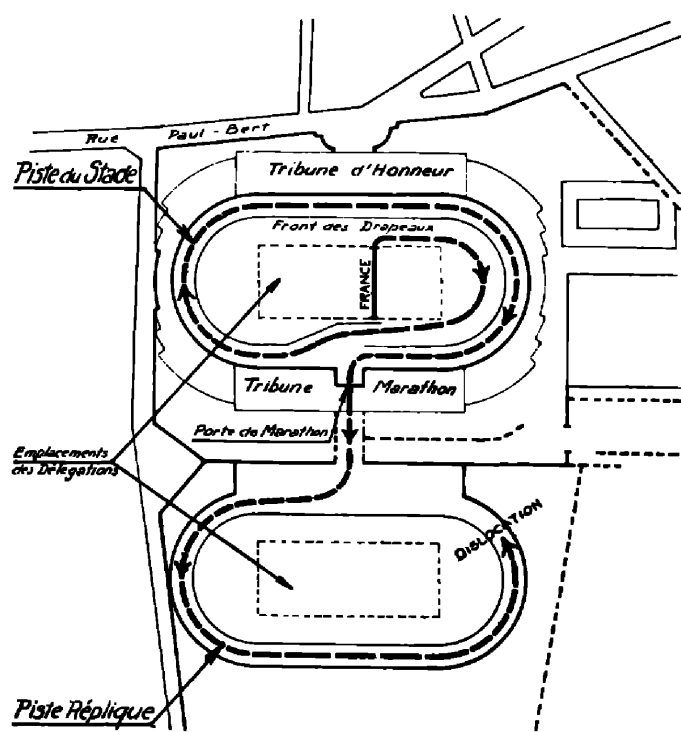 Rue Paul-Bert
Piste du Stade
Tribune d'Honneur
Front des Drapeaux
FRANCE
Tribune Marathon
Porte de Marathon
Emplacements
des Délégations
DISLOCATION
Piste Réplique